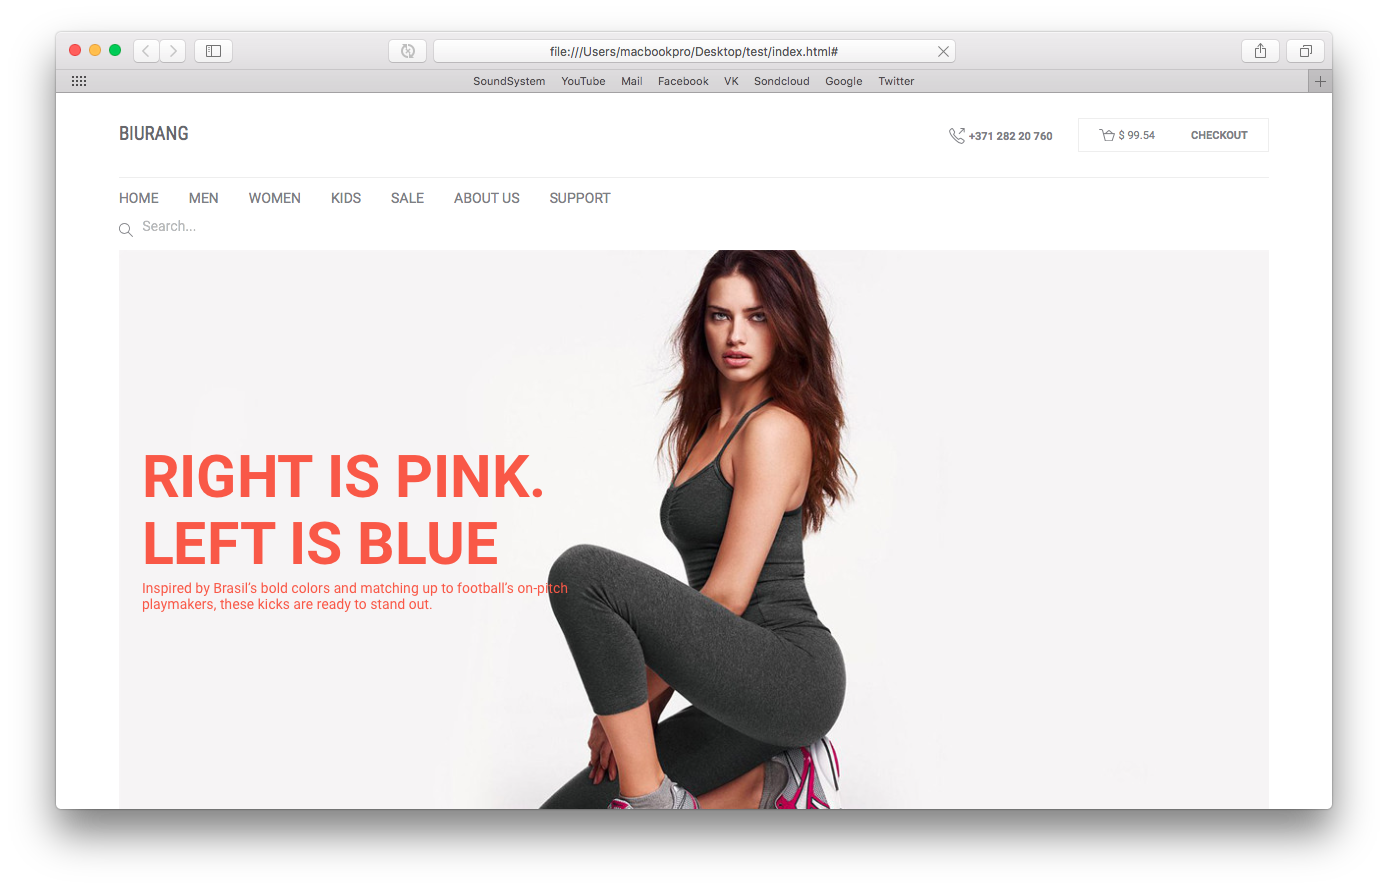 file:///Users/macbookpro/Desktop/test/index.html#
SoundSystem YouTube Mail Facebook VK Sondcloud Google Twitter
BIURANG
+371 282 20 760
$ 99.54 CHECKOUT
HOME MEN WOMEN KIDS SALE ABOUT US SUPPORT
Search...
RIGHT IS PINK.
LEFT IS BLUE
Inspired by Brasil's bold colors and matching up to football's on-pitch
playmakers, these kicks are ready to stand out.